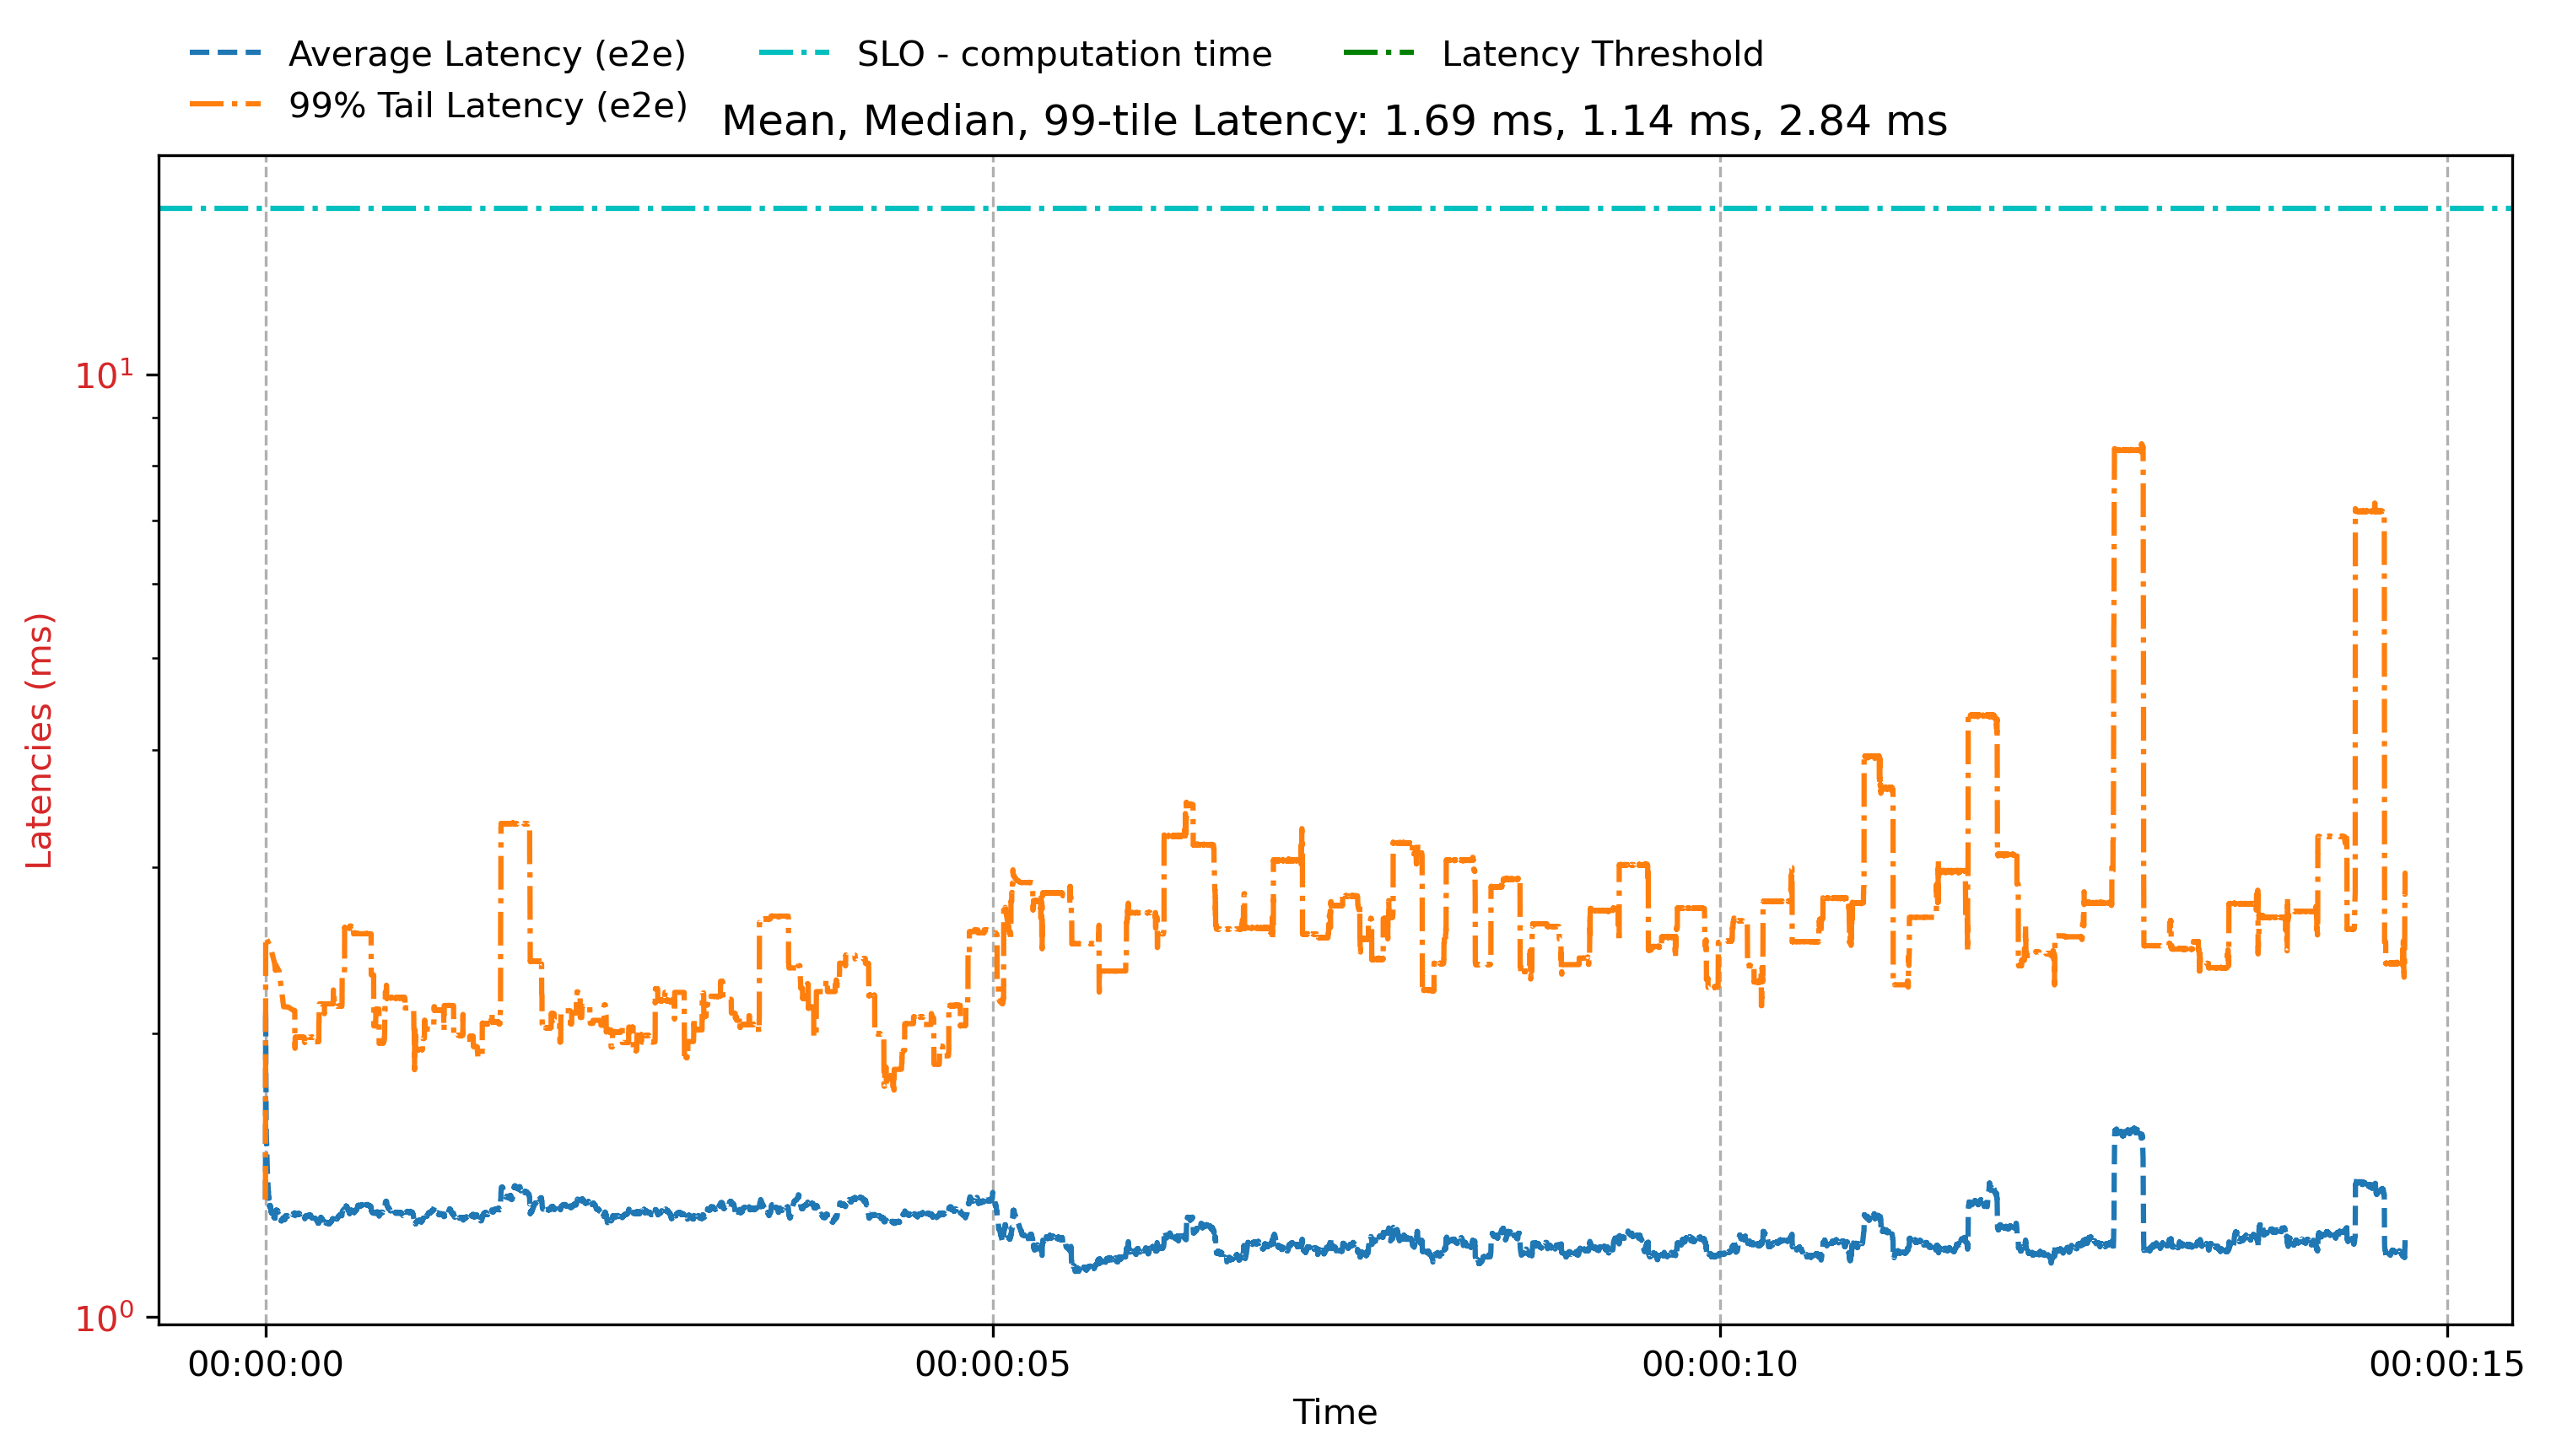 Average Latency (e2e)
99% Tail Latency (e2e)
SLO - computation time
Latency Threshold
Mean, Median, 99-tile Latency: 1.69 ms, 1.14 ms, 2.84 ms
Latencies (ms)
10¹
10⁰
00:00:00
00:00:05
00:00:10
00:00:15
Time